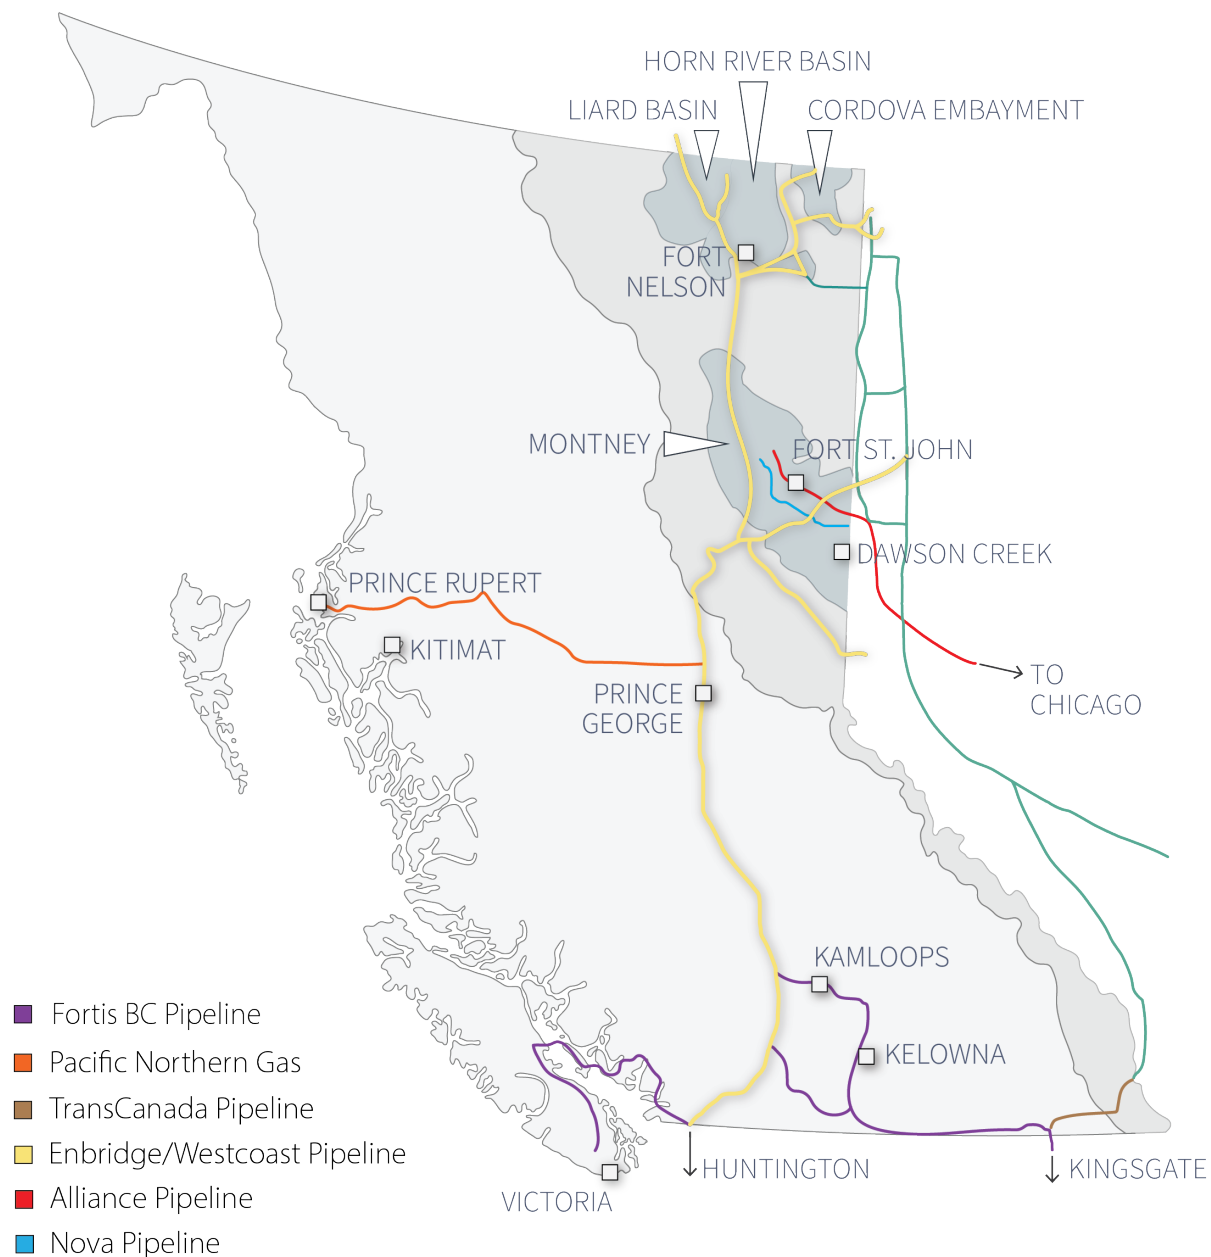 HORN RIVER BASIN
LIARD BASIN
CORDOVA EMBAYMENT
FORT
NELSON
MONTNEY
FORT ST. JOHN
DAWSON CREEK
PRINCE RUPERT
KITIMAT
TO
CHICAGO
PRINCE
GEORGE
KAMLOOPS
KELOWNA
HUNTINGTON
KINGSGATE
VICTORIA
Fortis BC Pipeline
Pacific Northern Gas
TransCanada Pipeline
Enbridge/Westcoast Pipeline
Alliance Pipeline
Nova Pipeline